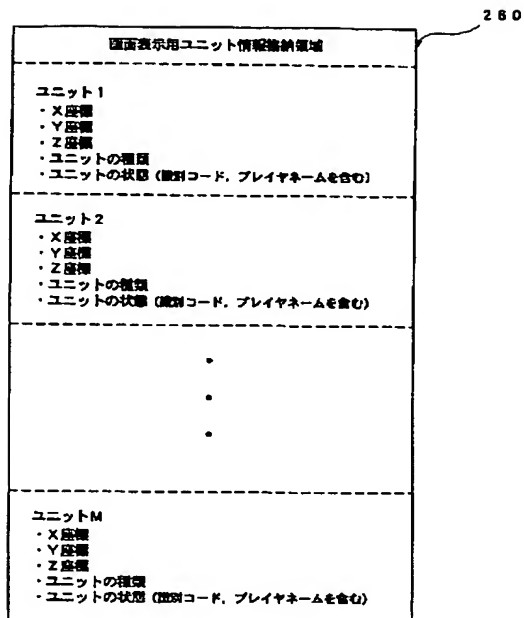 260
画面表示用ユニット情報格納領域
ユニット1
・X座標
・Y座標
・Z座標
・ユニットの種類
・ユニットの状態(識別コード，プレイヤネームを含む)
ユニット2
・X座標
・Y座標
・Z座標
・ユニットの種類
・ユニットの状態(識別コード，プレイヤネームを含む)
ユニットM
・X座標
・Y座標
・Z座標
・ユニットの種類
・ユニットの状態(識別コード，プレイヤネームを含む)